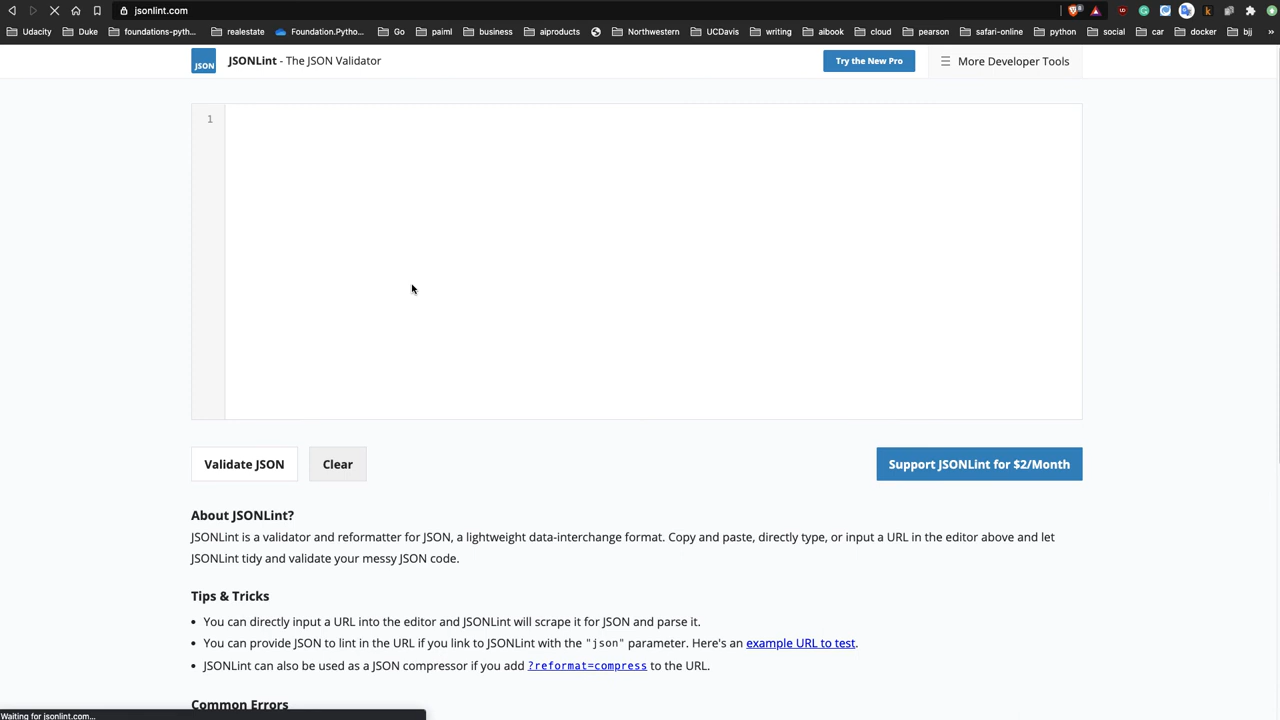 jsonlint.com
Udacity Duke foundations-pyth... realestate Foundation.Pytho... Go paiml business aiproducts Northwestern UCDavis writing aibook cloud pearson safari-online python social car docker bjj »
JSON JSONLint - The JSON Validator Try the New Pro More Developer Tools
1
Validate JSON Clear Support JSONLint for $2/Month
About JSONLint?
JSONLint is a validator and reformatter for JSON, a lightweight data-interchange format. Copy and paste, directly type, or input a URL in the editor above and let
JSONLint tidy and validate your messy JSON code.
Tips & Tricks
• You can directly input a URL into the editor and JSONLint will scrape it for JSON and parse it.
• You can provide JSON to lint in the URL if you link to JSONLint with the "json" parameter. Here's an example URL to test.
• JSONLint can also be used as a JSON compressor if you add ?reformat=compress to the URL.
Common Errors
Waiting for jsonlint.com...